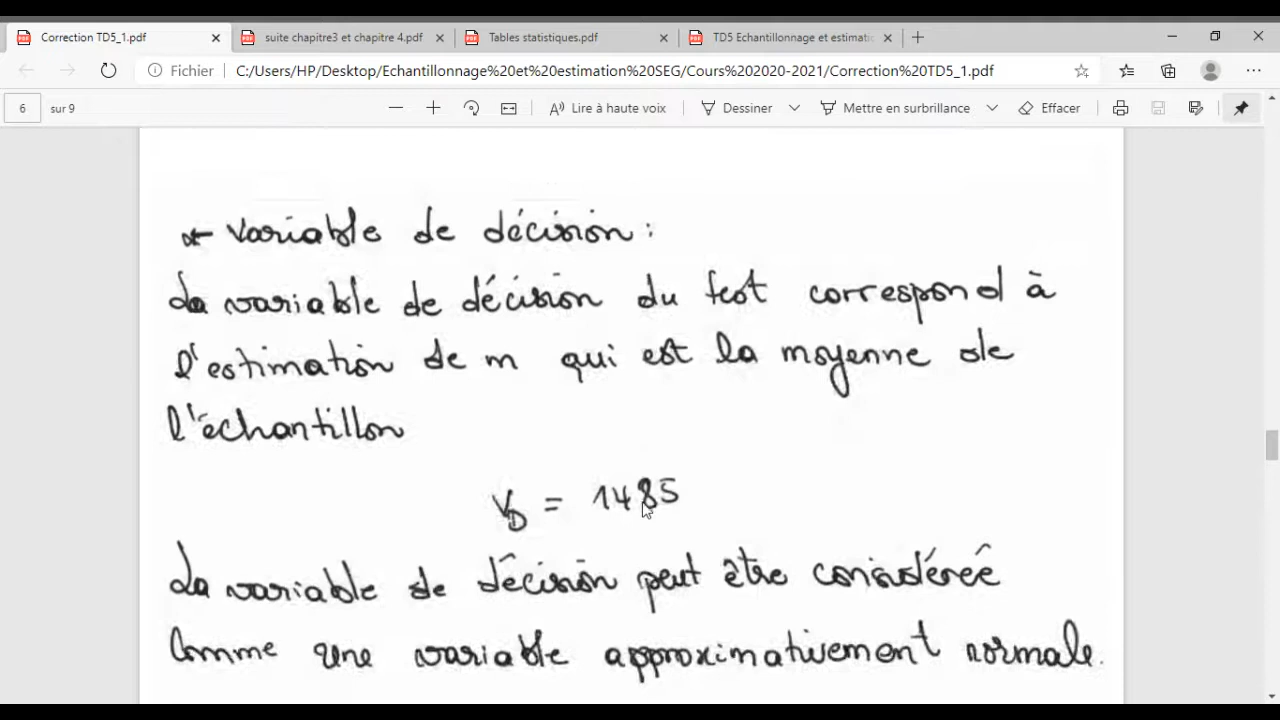 Correction TD5_1.pdf
suite chapitre3 et chapitre 4.pdf
Tables statistiques.pdf
TD5 Echantillonnage et estimatic
Fichier
C:/Users/HP/Desktop/Echantillonnage%20et%20estimation%20SEG/Cours%202020-2021/Correction%20TD5_1.pdf
6 sur 9
Lire à haute voix
Dessiner
Mettre en surbrillance
Effacer
* Variable de décision :
La variable de décision du test correspond à
l'estimation de m qui est la moyenne de
l'échantillon
V_D = 1485
La variable de décision peut être considéreé
comme une variable approximativement normale.